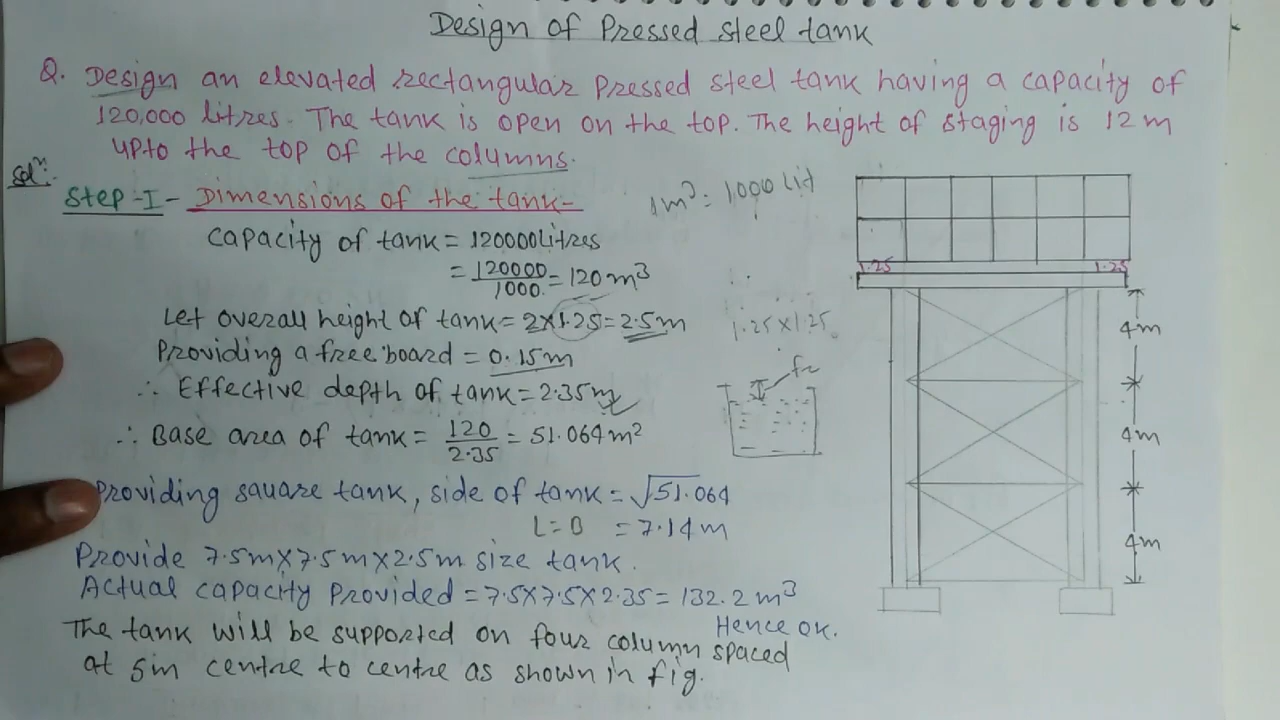 Design of Pressed steel tank
Q. Design an elevated rectangular pressed steel tank having a capacity of
120,000 litres. The tank is open on the top. The height of staging is 12 m
upto the top of the columns.
Solⁿ:
Step-I - Dimensions of the tank-
1m³ = 1000 Lit
capacity of tank = 120000 Litres
= 120000/1000 = 120 m³
Let overall height of tank = 2×1.25 = 2.5m
1.25×1.25
Providing a free board = 0.15m
∴ Effective depth of tank = 2.35m
∴ Base area of tank = 120/2.35 = 51.064 m²
Providing square tank, side of tank = √51.064
L=B = 7.14 m
Provide 7.5m×7.5m×2.5m size tank.
Actual capacity provided = 7.5×7.5×2.35 = 132.2 m³
Hence ok.
The tank will be supported on four column spaced
at 5m centre to centre as shown in fig.
1.25 1.25
4m
4m
4m